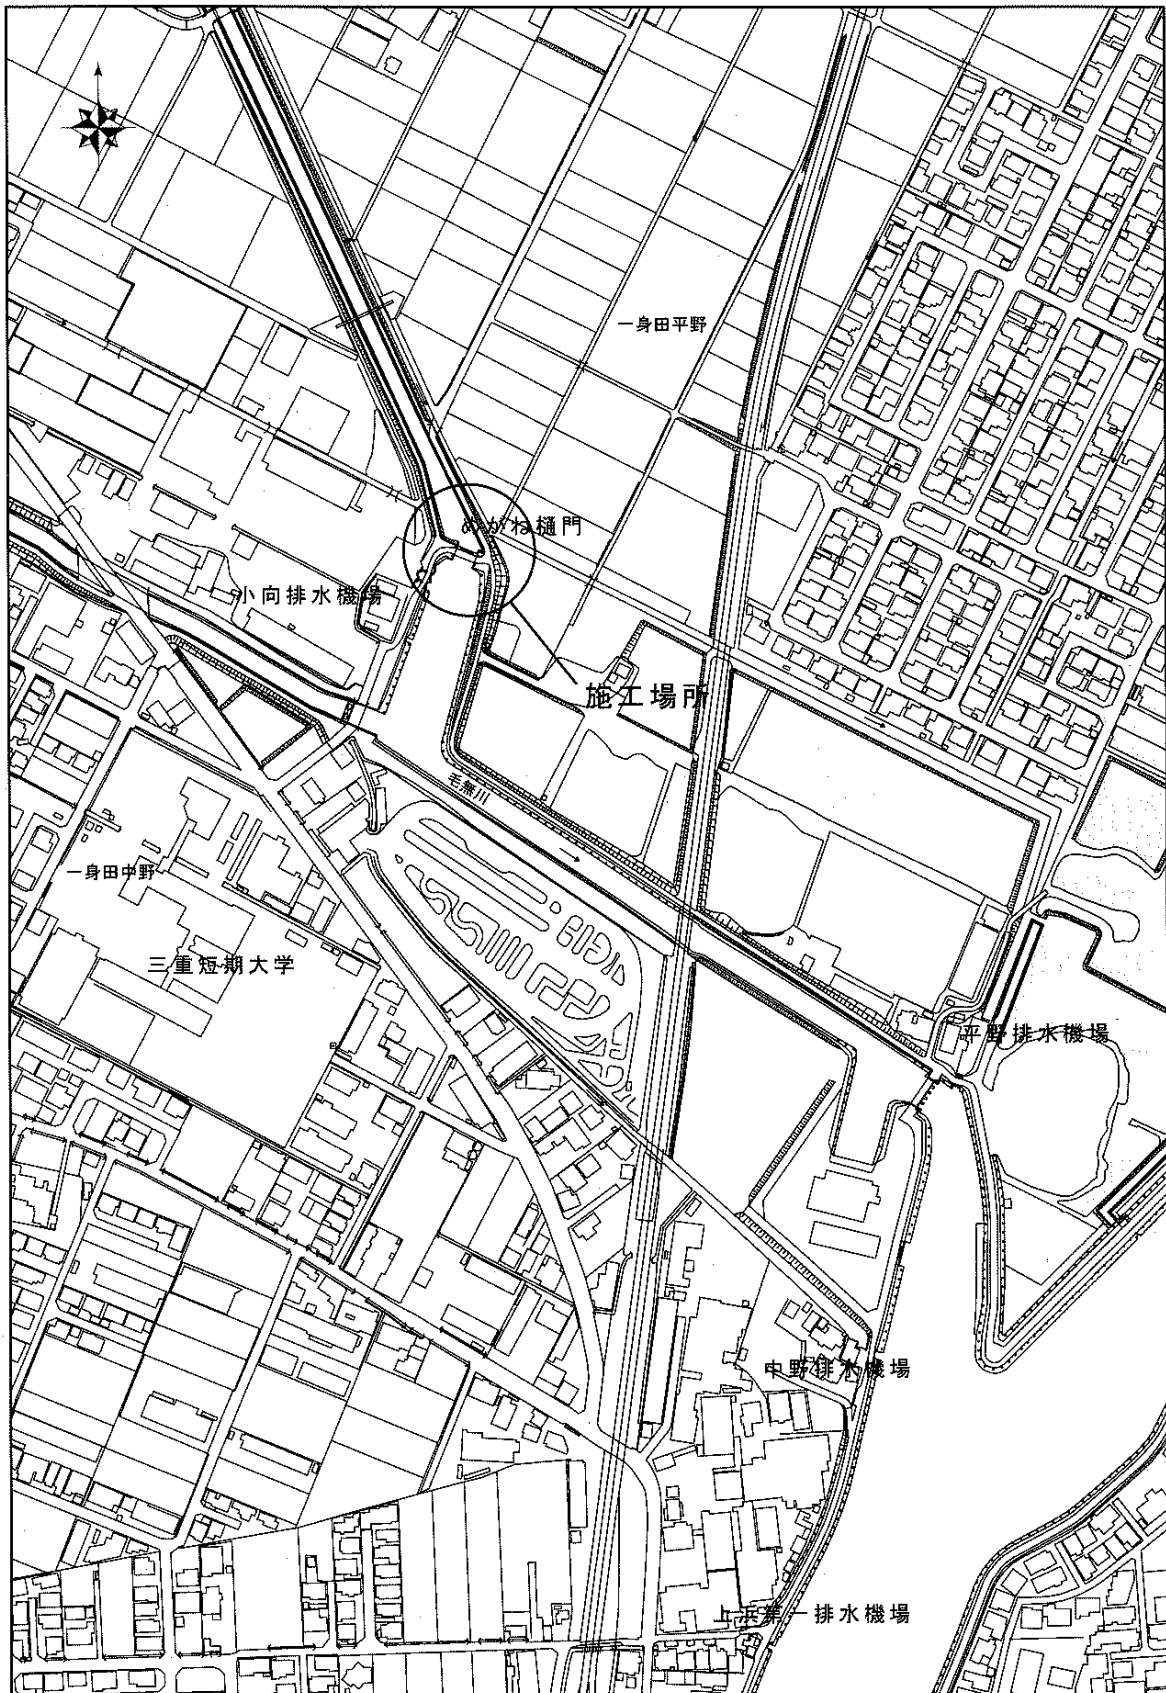 一身田平野
めがね樋門
小向排水機場
施工場所
毛無川
一身田中野
三重短期大学
平野排水機場
中野排水機場
上浜第一排水機場